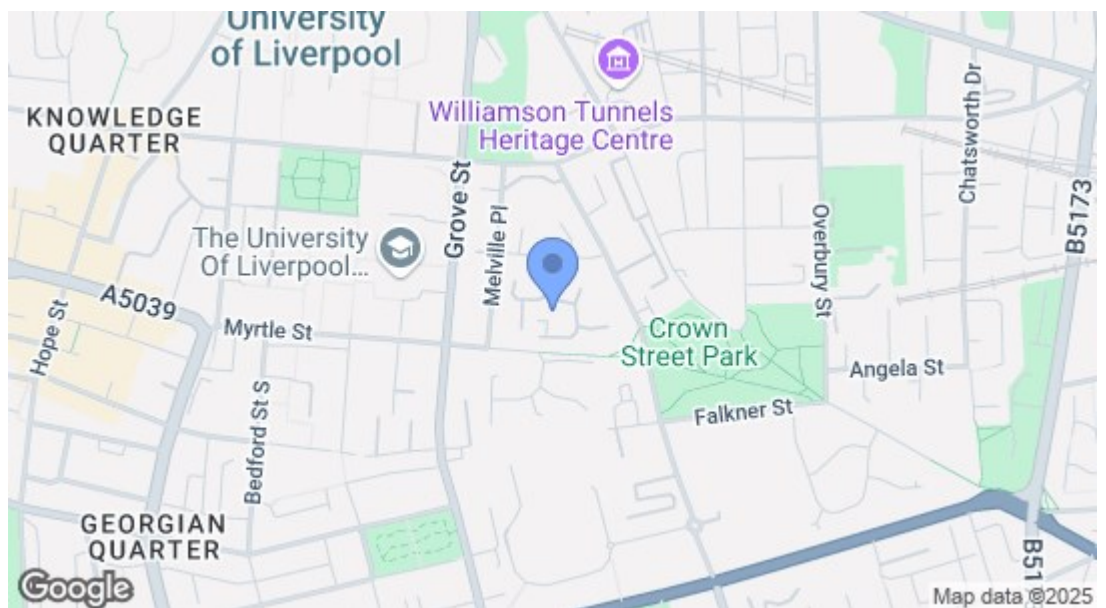 University
of Liverpool
KNOWLEDGE
QUARTER
Williamson Tunnels
Heritage Centre
Grove St
Melville Pl
The University
Of Liverpool...
Chatsworth Dr
B5173
Overbury St
A5039
Hope St
Myrtle St
Bedford St S
Crown
Street Park
Angela St
Falkner St
GEORGIAN
QUARTER
B51
Google
Map data ©2025